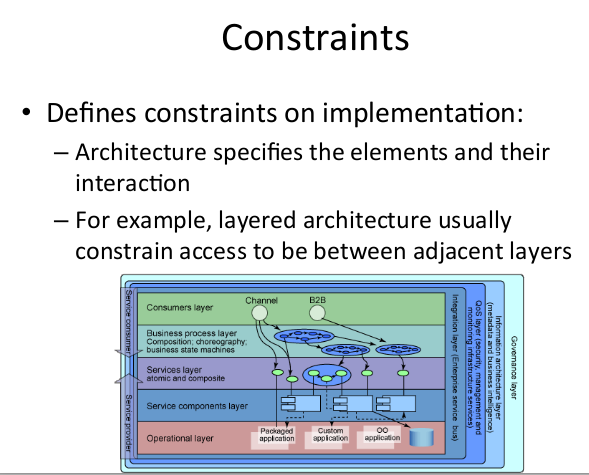 Constraints
• Defines constraints on implementation:
– Architecture specifies the elements and their
interaction
– For example, layered architecture usually
constrain access to be between adjacent layers
Channel
B2B
Consumers layer
Business process layer
Composition; choreography;
business state machines
Services layer
atomic and composite
Service components layer
Operational layer
Packaged
application
Custom
application
OO
application
Service consumer
Service provider
Integration layer (Enterprise service bus)
QoS layer (security, management and
monitoring infrastructure services)
Information architecture layer
(metadata and business intelligence)
Governance layer